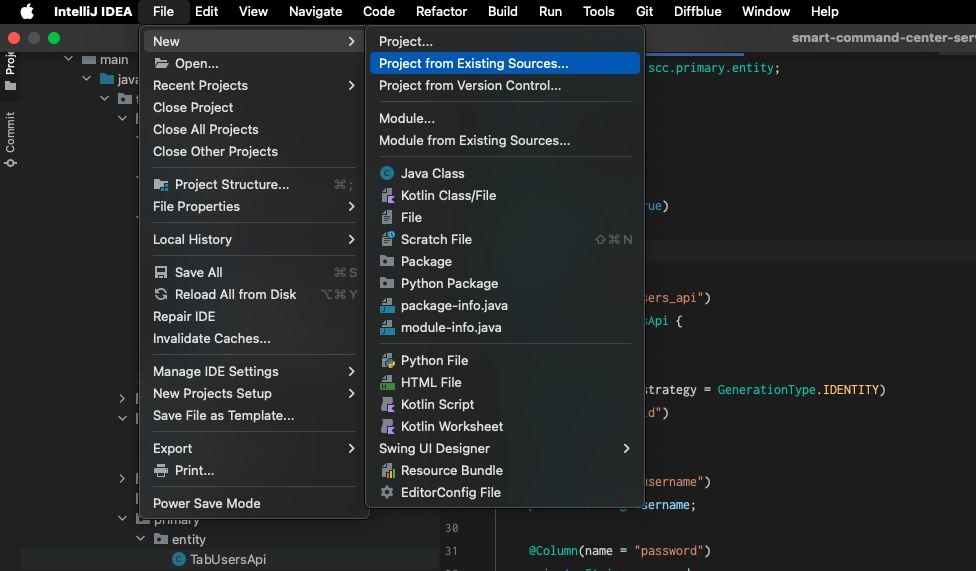 IntelliJ IDEA File Edit View Navigate Code Refactor Build Run Tools Git Diffblue Window Help
smart-command-center-ser
Commit
main
java
primary
entity
TabUsersApi
New
Open...
Recent Projects
Close Project
Close All Projects
Close Other Projects
Project Structure... ⌘ ;
File Properties
Local History
Save All ⌘ S
Reload All from Disk ⌥⌘ Y
Repair IDE
Invalidate Caches...
Manage IDE Settings
New Projects Setup
Save File as Template...
Export
Print...
Power Save Mode
Project...
Project from Existing Sources...
Project from Version Control...
Module...
Module from Existing Sources...
Java Class
Kotlin Class/File
File
Scratch File ⇧⌘ N
Package
Python Package
package-info.java
module-info.java
Python File
HTML File
Kotlin Script
Kotlin Worksheet
Swing UI Designer
Resource Bundle
EditorConfig File
scc.primary.entity;
rue)
sers_api")
sApi {
strategy = GenerationType.IDENTITY)
d")
username")
sername;
30
31 @Column(name = "password")